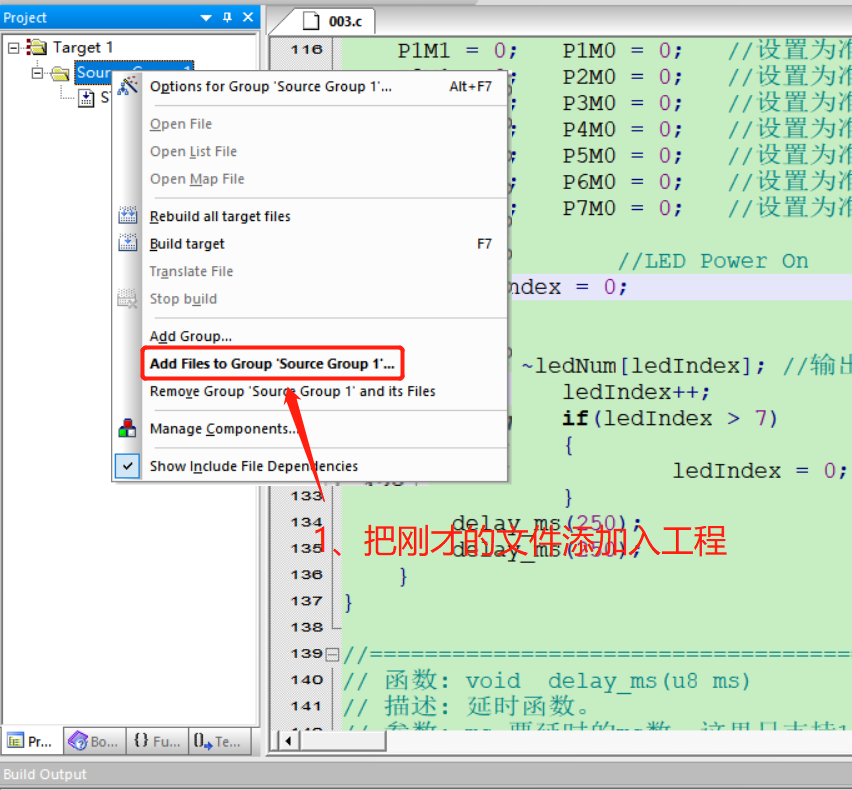 Project
003.c
Target 1
116 P1M1 = 0; P1M0 = 0; //设置为准
P2M0 = 0; //设置为准
P3M0 = 0; //设置为准
P4M0 = 0; //设置为准
P5M0 = 0; //设置为准
P6M0 = 0; //设置为准
P7M0 = 0; //设置为准
//LED Power On
= 0;
~ledNum[ledIndex]; //输出
ledIndex++;
if(ledIndex > 7)
{
ledIndex = 0;
133 }
134 delay_ms(250);
135 delay_ms(250);
136 }
137 }
138
139 //===================================
140 // 函数: void delay_ms(u8 ms)
141 // 描述: 延时函数。
Options for Group 'Source Group 1'... Alt+F7
Open File
Open List File
Open Map File
Rebuild all target files
Build target F7
Translate File
Stop build
Add Group...
Add Files to Group 'Source Group 1'...
Remove Group 'Source Group 1' and its Files
Manage Components...
Show Include File Dependencies
1、把刚才的文件添加入工程
Pr... Bo... {} Fu... Te...
Build Output